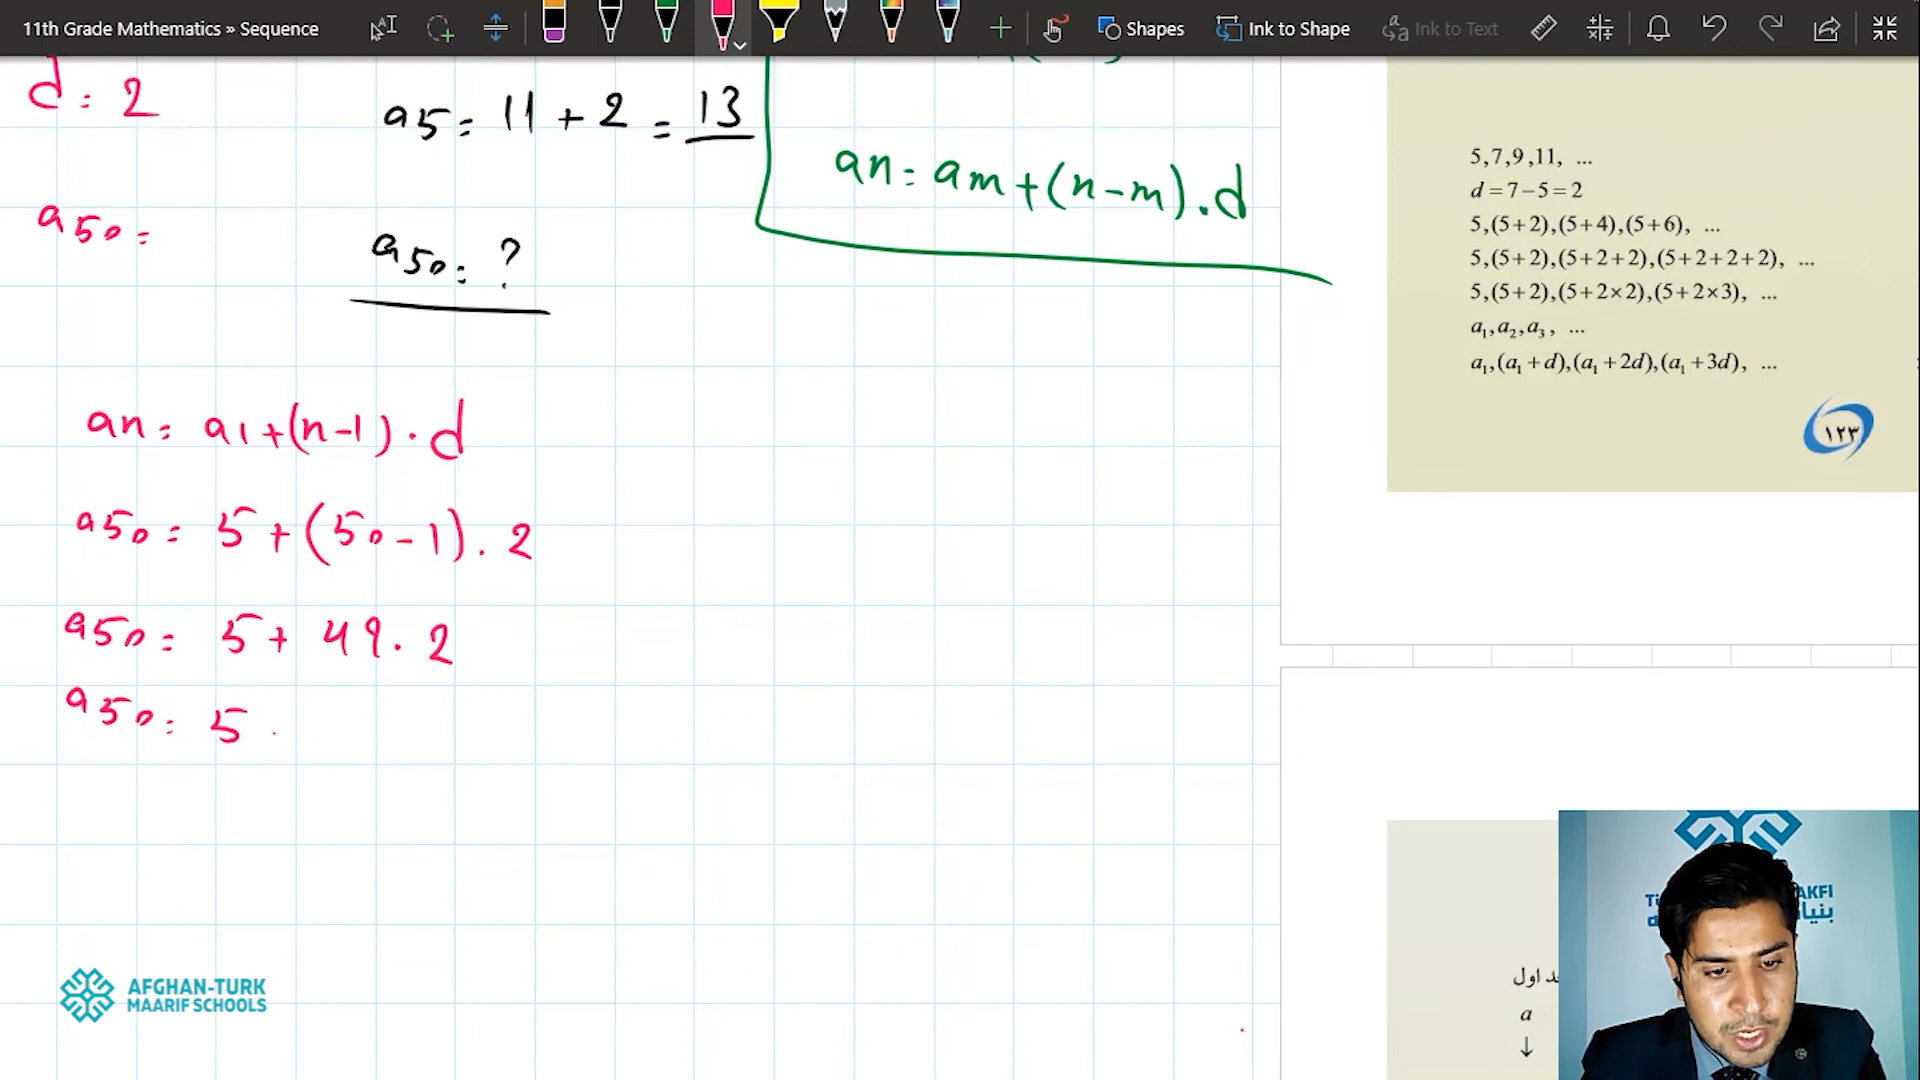 11th Grade Mathematics » Sequence
Shapes
Ink to Shape
Ink to Text
d = 2
a5 = 11 + 2 = 13
an = am + (n - m) . d
a50 =
a50 = ?
an = a1 + (n - 1) . d
a50 = 5 + (50 - 1) . 2
a50 = 5 + 49 . 2
a50 = 5
5,7,9,11, ...
d = 7 − 5 = 2
5,(5+2),(5+4),(5+6), ...
5,(5+2),(5+2+2),(5+2+2+2), ...
5,(5+2),(5+2×2),(5+2×3), ...
a₁,a₂,a₃, ...
a₁,(a₁+d),(a₁+2d),(a₁+3d), ...
۱۲۳
اول
a
↓
AFGHAN-TURK
MAARIF SCHOOLS